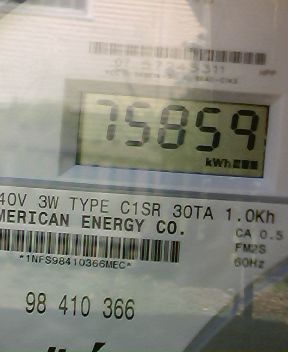 75859
kWh
40V 3W TYPE C1SR 30TA 1.0Kh
MERICAN ENERGY CO.
CA 0.5
FM2S
60Hz
*1NFS98410366MEC*
98 410 366